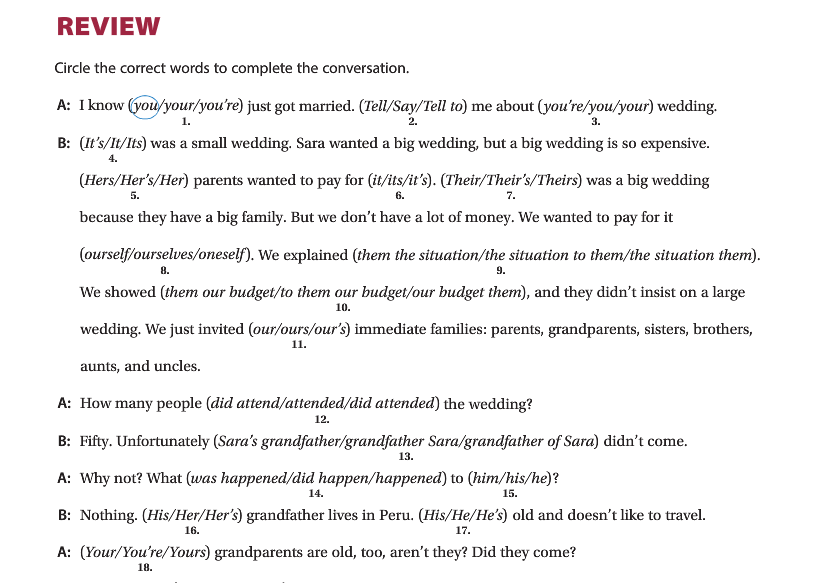 REVIEW
Circle the correct words to complete the conversation.
A: I know (you/your/you're) just got married. (Tell/Say/Tell to) me about (you're/you/your) wedding.
1. 2. 3.
B: (It's/It/Its) was a small wedding. Sara wanted a big wedding, but a big wedding is so expensive.
4.
(Hers/Her's/Her) parents wanted to pay for (it/its/it's). (Their/Their's/Theirs) was a big wedding
5. 6. 7.
because they have a big family. But we don't have a lot of money. We wanted to pay for it
(ourself/ourselves/oneself). We explained (them the situation/the situation to them/the situation them).
8. 9.
We showed (them our budget/to them our budget/our budget them), and they didn't insist on a large
10.
wedding. We just invited (our/ours/our's) immediate families: parents, grandparents, sisters, brothers,
11.
aunts, and uncles.
A: How many people (did attend/attended/did attended) the wedding?
12.
B: Fifty. Unfortunately (Sara's grandfather/grandfather Sara/grandfather of Sara) didn't come.
13.
A: Why not? What (was happened/did happen/happened) to (him/his/he)?
14. 15.
B: Nothing. (His/Her/Her's) grandfather lives in Peru. (His/He/He's) old and doesn't like to travel.
16. 17.
A: (Your/You're/Yours) grandparents are old, too, aren't they? Did they come?
18.